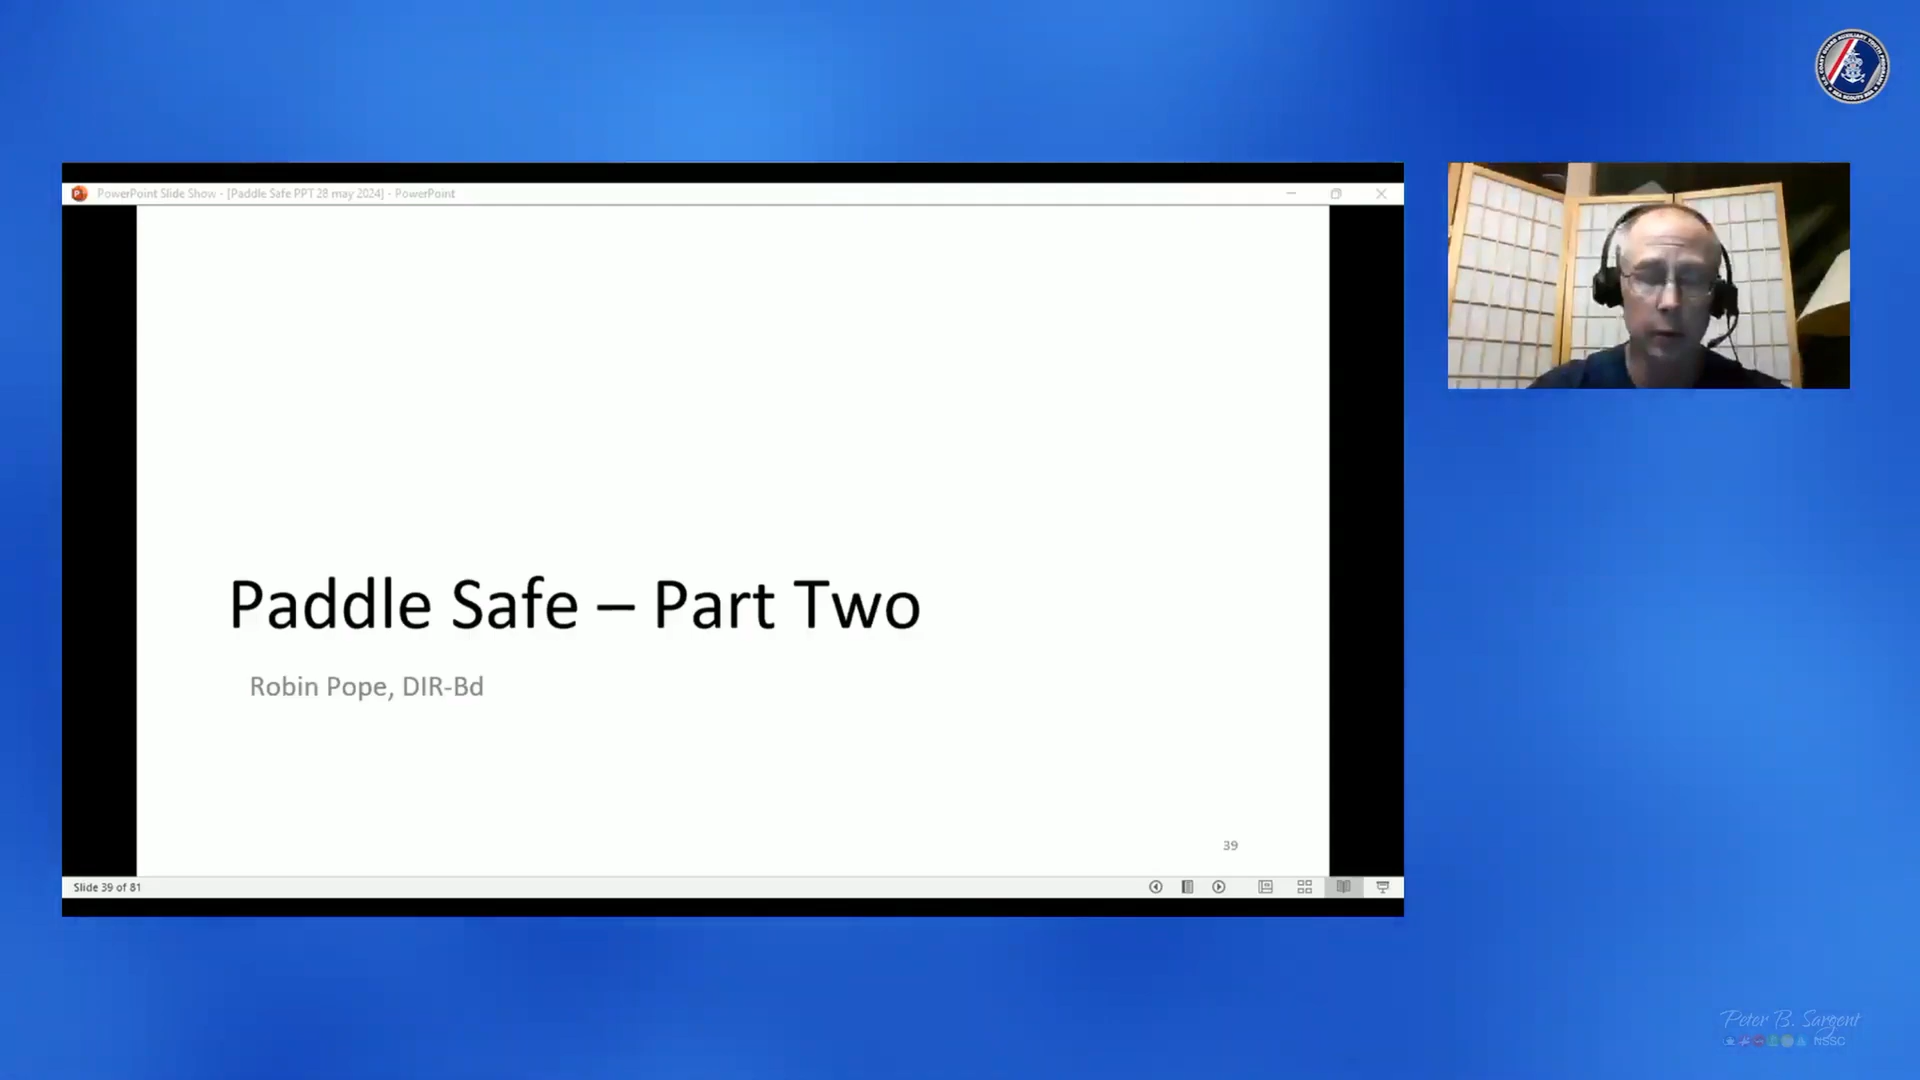 PowerPoint Slide Show - [Paddle Safe PPT 28 may 2024] - PowerPoint
Paddle Safe – Part Two
Robin Pope, DIR-Bd
39
Slide 39 of 81
Peter B. Sargent
NSSC